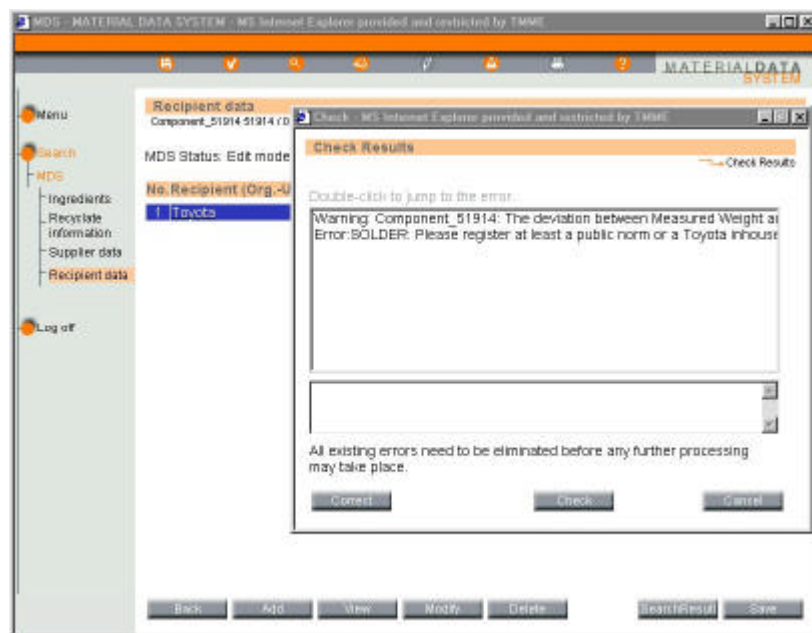 MDS - MATERIAL DATA SYSTEM - MS Internet Explorer provided and restricted by TMME
MATERIALDATA
SYSTEM
Menu
Search
MDS
Ingredients
Recyclate
information
Supplier data
Recipient data
Log off
Recipient data
Component_51914 51914 / 0
MDS Status: Edit mode
No. Recipient (Org.-U
1 Toyota
Check - MS Internet Explorer provided and restricted by TMME
Check Results
Check Results
Double-click to jump to the error.
Warning: Component_51914: The deviation between Measured Weight a
Error:SOLDER: Please register at least a public norm or a Toyota inhouse
All existing errors need to be eliminated before any further processing
may take place.
Correct Check Cancel
Back Add View Modify Delete SearchResult Save